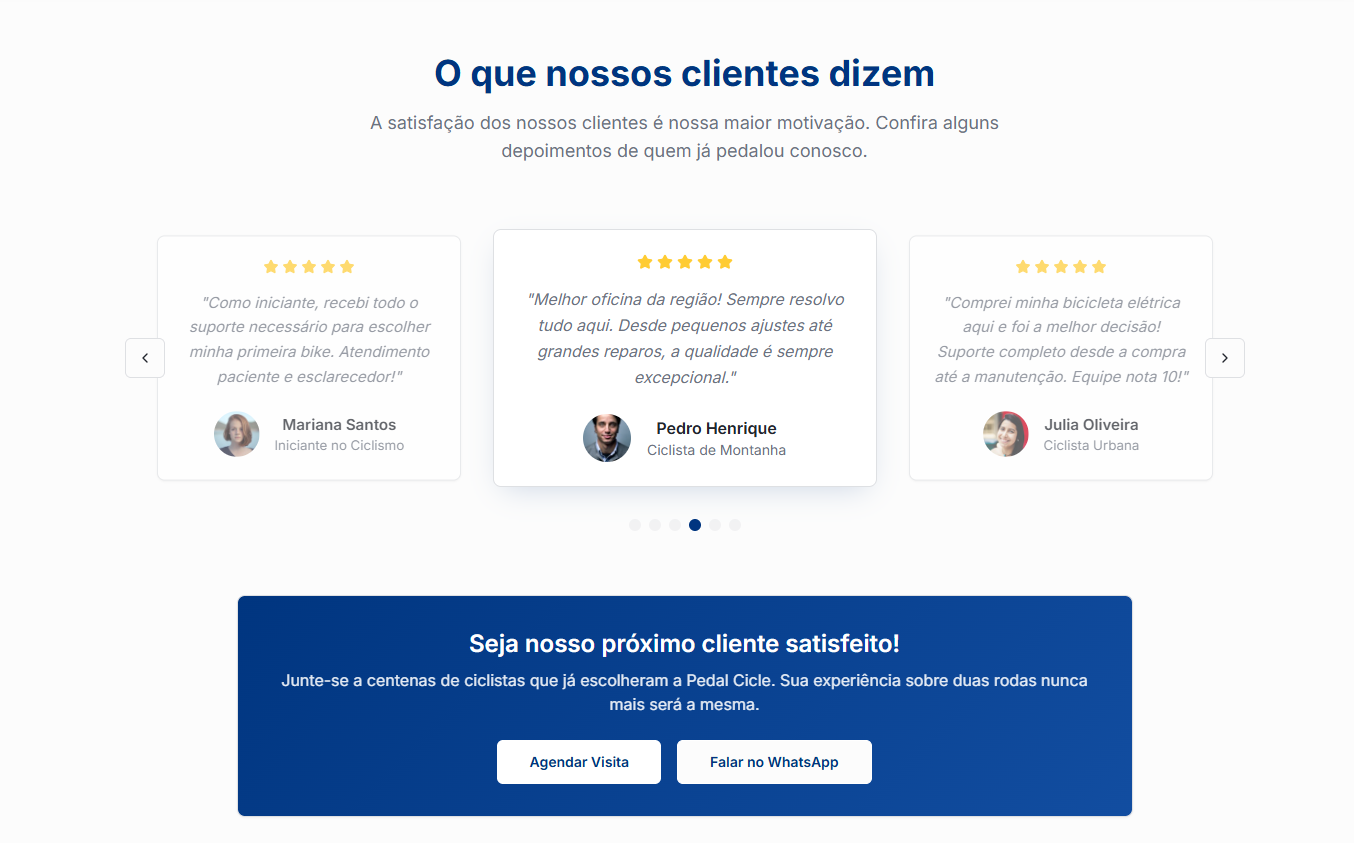 O que nossos clientes dizem
A satisfação dos nossos clientes é nossa maior motivação. Confira alguns
depoimentos de quem já pedalou conosco.
"Como iniciante, recebi todo o
suporte necessário para escolher
minha primeira bike. Atendimento
paciente e esclarecedor!"
Mariana Santos
Iniciante no Ciclismo
"Melhor oficina da região! Sempre resolvo
tudo aqui. Desde pequenos ajustes até
grandes reparos, a qualidade é sempre
excepcional."
Pedro Henrique
Ciclista de Montanha
"Comprei minha bicicleta elétrica
aqui e foi a melhor decisão!
Suporte completo desde a compra
até a manutenção. Equipe nota 10!"
Julia Oliveira
Ciclista Urbana
Seja nosso próximo cliente satisfeito!
Junte-se a centenas de ciclistas que já escolheram a Pedal Cicle. Sua experiência sobre duas rodas nunca
mais será a mesma.
Agendar Visita
Falar no WhatsApp